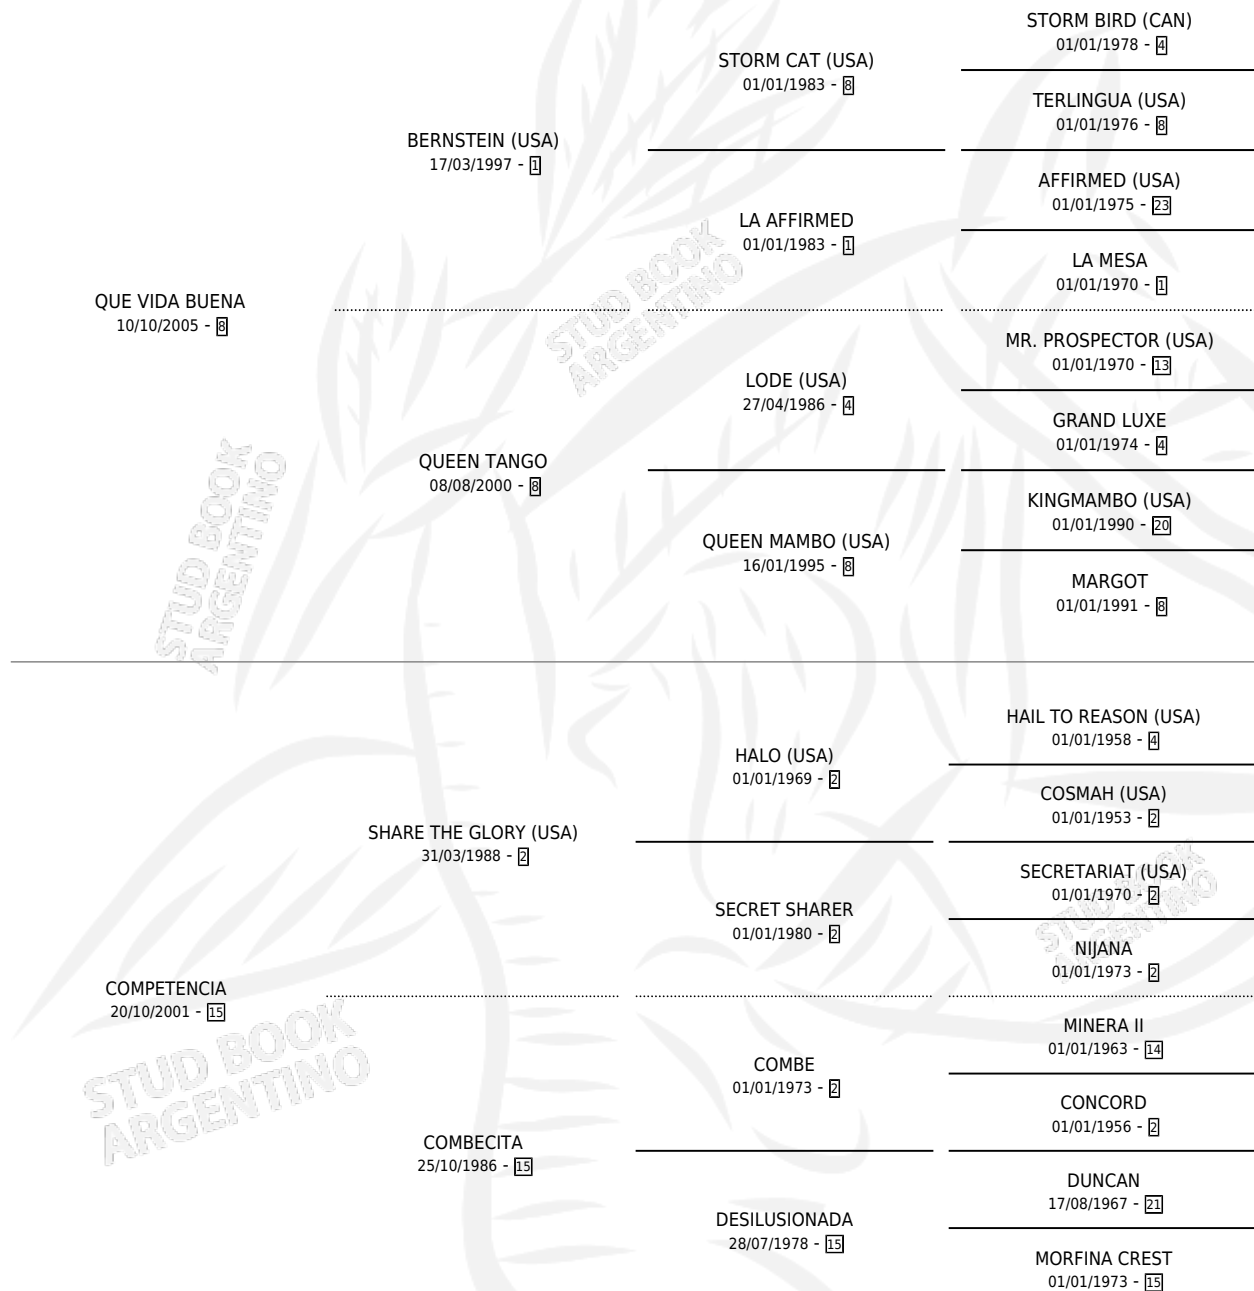 STORM BIRD (CAN)
01/01/1978 - 4
STORM CAT (USA)
01/01/1983 - 8
TERLINGUA (USA)
01/01/1976 - 8
BERNSTEIN (USA)
17/03/1997 - 1
AFFIRMED (USA)
01/01/1975 - 23
LA AFFIRMED
01/01/1983 - 1
LA MESA
01/01/1970 - 1
QUE VIDA BUENA
10/10/2005 - 8
MR. PROSPECTOR (USA)
01/01/1970 - 13
LODE (USA)
27/04/1986 - 4
GRAND LUXE
01/01/1974 - 4
QUEEN TANGO
08/08/2000 - 8
KINGMAMBO (USA)
01/01/1990 - 20
QUEEN MAMBO (USA)
16/01/1995 - 8
MARGOT
01/01/1991 - 8
HAIL TO REASON (USA)
01/01/1958 - 4
HALO (USA)
01/01/1969 - 2
COSMAH (USA)
01/01/1953 - 2
SHARE THE GLORY (USA)
31/03/1988 - 2
SECRETARIAT (USA)
01/01/1970 - 2
SECRET SHARER
01/01/1980 - 2
NIJANA
01/01/1973 - 2
COMPETENCIA
20/10/2001 - 15
MINERA II
01/01/1963 - 14
COMBE
01/01/1973 - 2
CONCORD
01/01/1956 - 2
COMBECITA
25/10/1986 - 15
DUNCAN
17/08/1967 - 21
DESILUSIONADA
28/07/1978 - 15
MORFINA CREST
01/01/1973 - 15
STUD BOOK
ARGENTINO
STUD BOOK
ARGENTINO
STUD BOOK
ARGENTINO
STUD BOOK
ARGENTINO